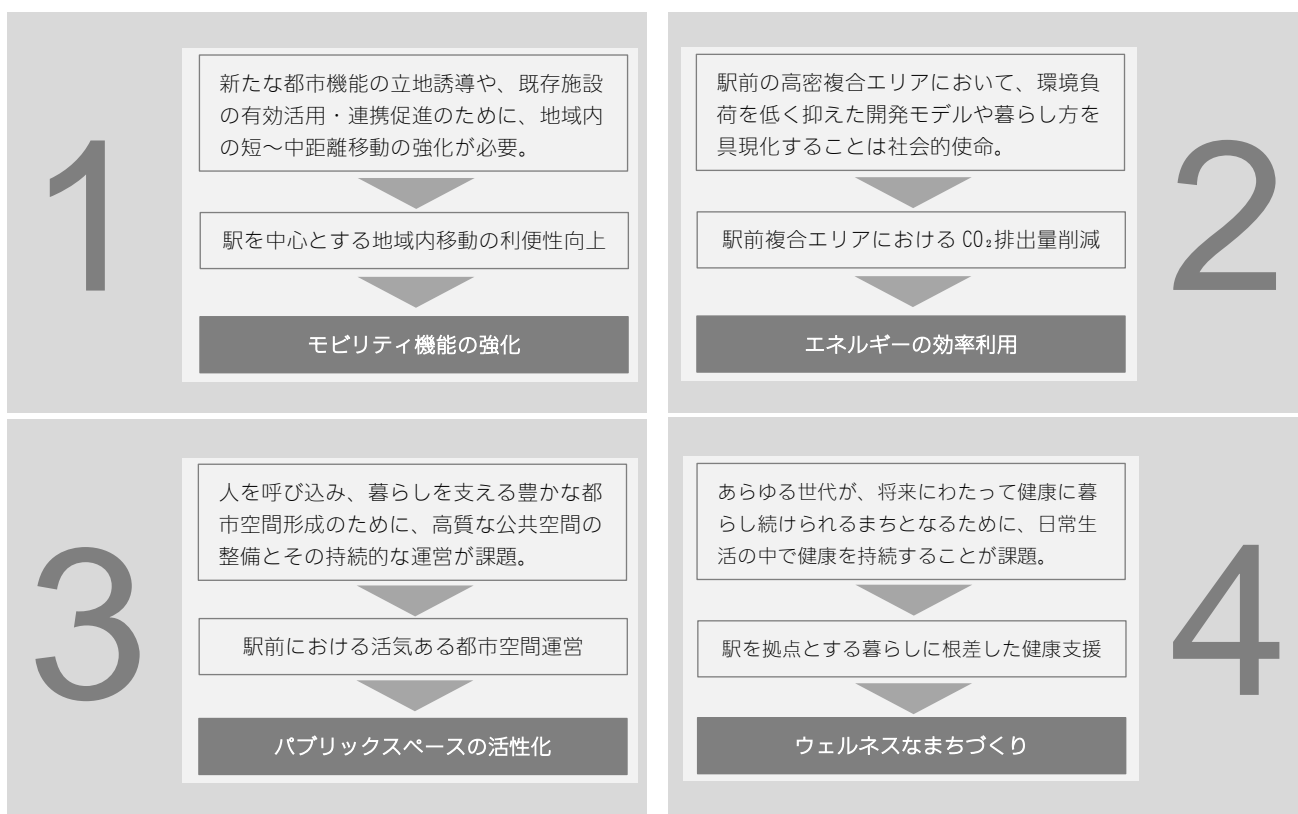 1
新たな都市機能の立地誘導や、既存施設
の有効活用・連携促進のために、地域内
の短～中距離移動の強化が必要。
駅を中心とする地域内移動の利便性向上
モビリティ機能の強化
2
駅前の高密複合エリアにおいて、環境負
荷を低く抑えた開発モデルや暮らし方を
具現化することは社会的使命。
駅前複合エリアにおけるCO₂排出量削減
エネルギーの効率利用
3
人を呼び込み、暮らしを支える豊かな都
市空間形成のために、高質な公共空間の
整備とその持続的な運営が課題。
駅前における活気ある都市空間運営
パブリックスペースの活性化
4
あらゆる世代が、将来にわたって健康に暮
らし続けられるまちとなるために、日常生
活の中で健康を持続することが課題。
駅を拠点とする暮らしに根差した健康支援
ウェルネスなまちづくり